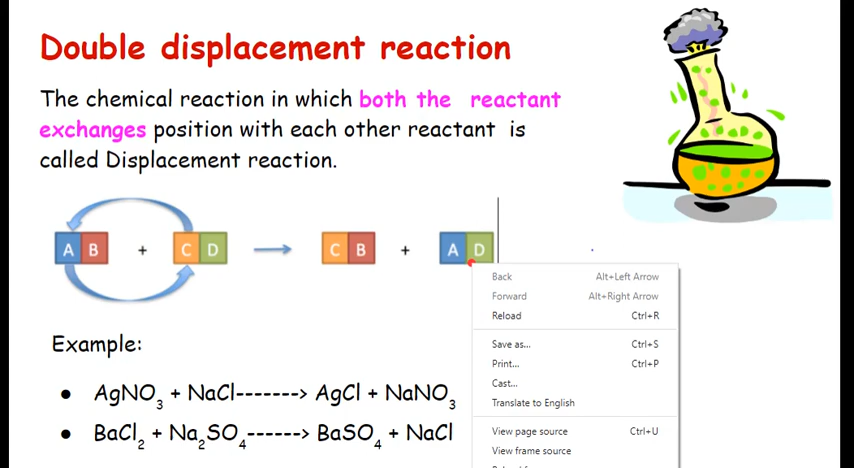 Double displacement reaction
The chemical reaction in which both the reactant
exchanges position with each other reactant is
called Displacement reaction.
A B + C D C B + A D
Back Alt+Left Arrow
Forward Alt+Right Arrow
Reload Ctrl+R
Save as... Ctrl+S
Print... Ctrl+P
Cast...
Translate to English
View page source Ctrl+U
View frame source
Example:
● AgNO₃ + NaCl-------> AgCl + NaNO₃
● BaCl₂ + Na₂SO₄------> BaSO₄ + NaCl